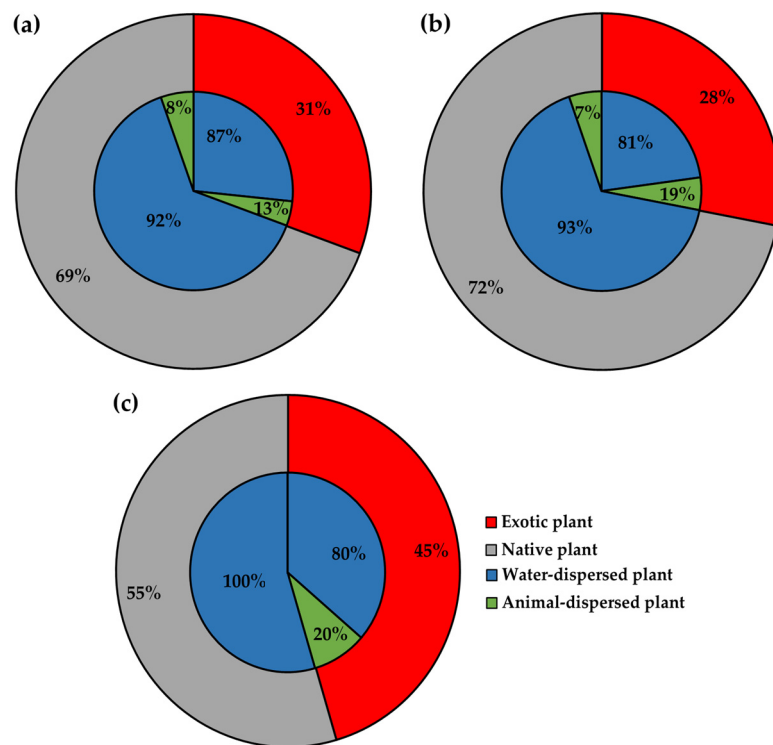 (a)
8%
87%
31%
13%
92%
69%
(b)
7%
81%
28%
19%
93%
72%
(c)
80%
45%
100%
55%
20%
Exotic plant
Native plant
Water-dispersed plant
Animal-dispersed plant